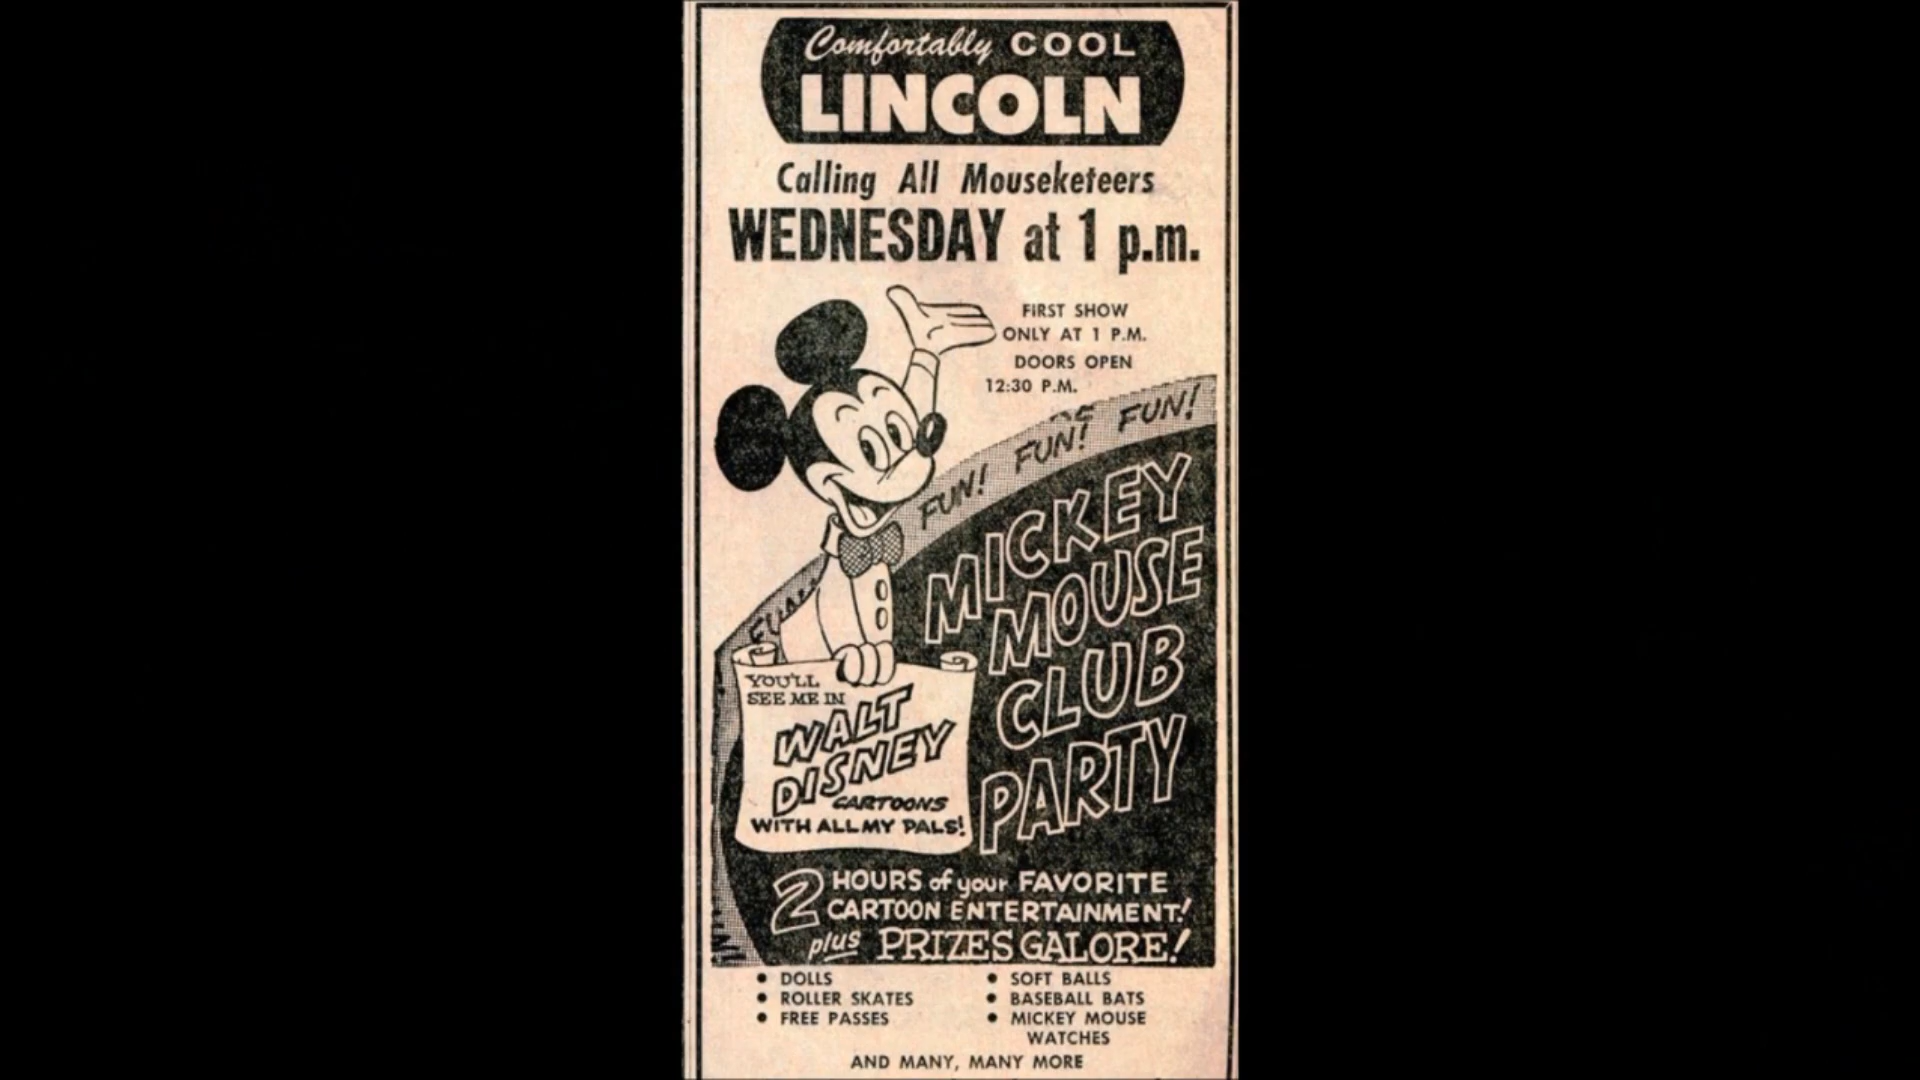 Comfortably COOL
LINCOLN
Calling All Mouseketeers
WEDNESDAY at 1 p.m.
FIRST SHOW
ONLY AT 1 P.M.
DOORS OPEN
12:30 P.M.
FUN! FUN! FUN!
MICKEY
MOUSE
CLUB
PARTY
YOU'LL
SEE ME IN
WALT
DISNEY
CARTOONS
WITH ALL MY PALS!
2 HOURS of your FAVORITE
CARTOON ENTERTAINMENT!
plus PRIZES GALORE!
• DOLLS
• ROLLER SKATES
• FREE PASSES
• SOFT BALLS
• BASEBALL BATS
• MICKEY MOUSE
WATCHES
AND MANY, MANY MORE